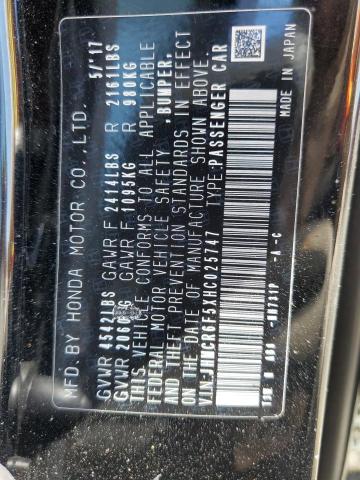 MFD.BY HONDA MOTOR CO.,LTD. 5/'17
GVWR 4542LBS GAWR F 2414LBS R 2161LBS
GVWR 2060KG GAWR F 1095KG R 980KG
THIS VEHICLE CONFORMS TO ALL APPLICABLE
FEDERAL MOTOR VEHICLE SAFETY, BUMPER,
AND THEFT PREVENTION STANDARDS IN EFFECT
ON THE DATE OF MANUFACTURE SHOWN ABOVE.
VIN: TYPE:PASSENGER CAR
MADE IN JAPAN
-A -C